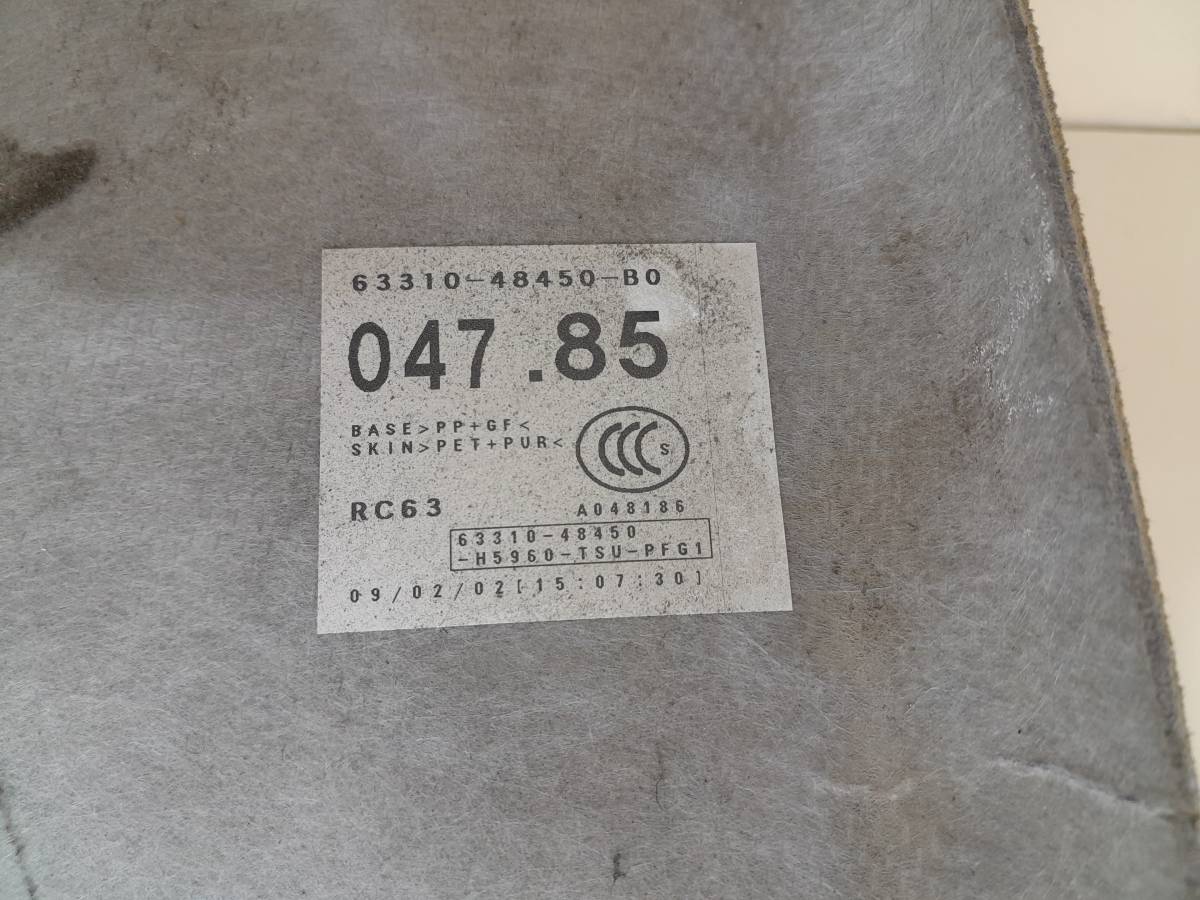 63310-48450-B0
047.85
BASE>PP+GF<
SKIN>PET+PUR<
CCC S
RC63
A048186
63310-48450
-H5960-TSU-PFG1
09/02/02[15:07:30]